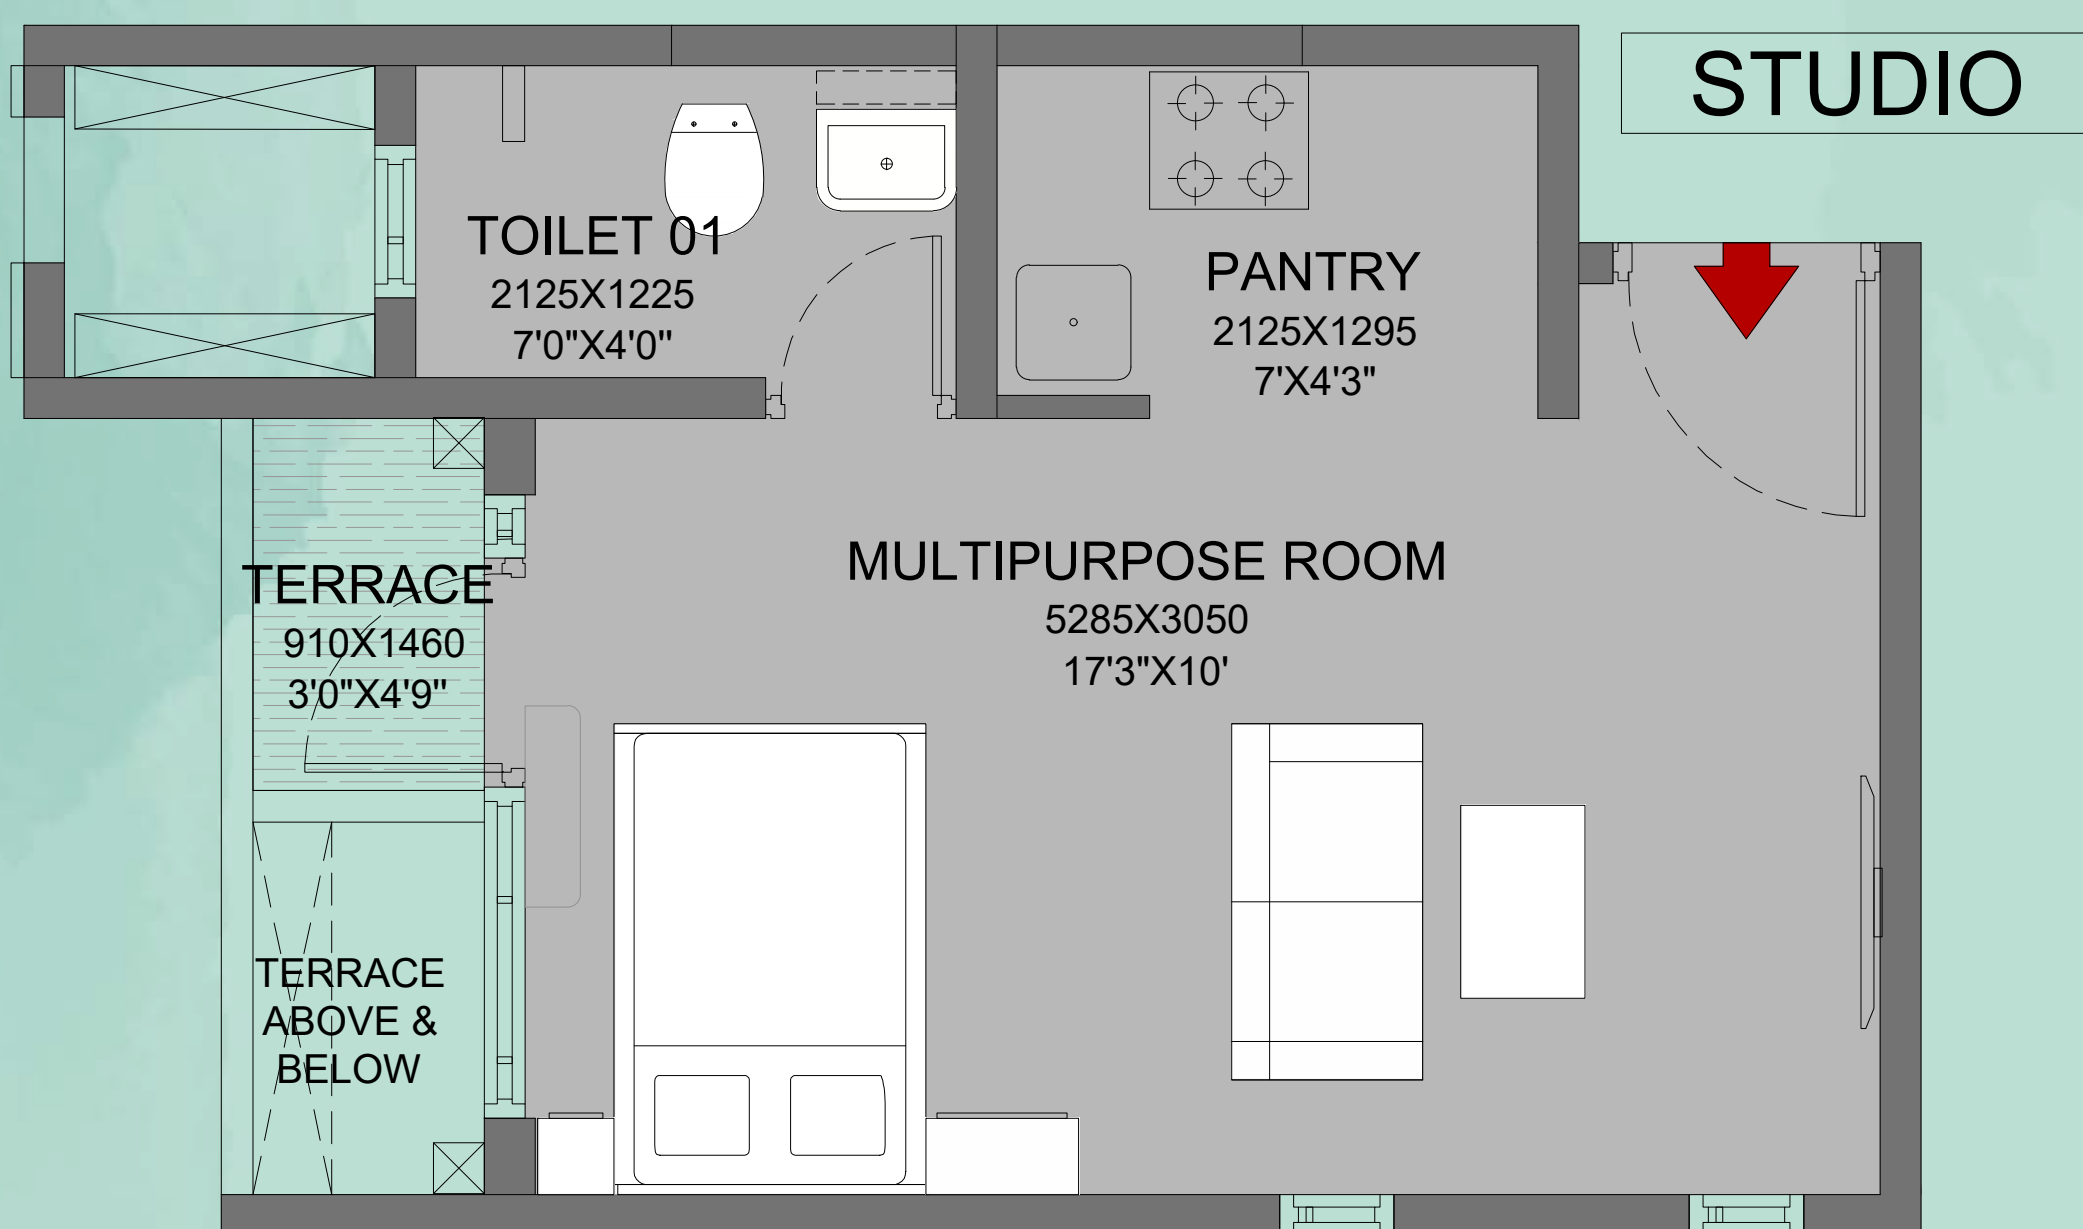 STUDIO
TOILET 01
2125X1225
7'0"X4'0"
PANTRY
2125X1295
7'X4'3"
MULTIPURPOSE ROOM
5285X3050
17'3"X10'
TERRACE
910X1460
3'0"X4'9"
TERRACE
ABOVE &
BELOW